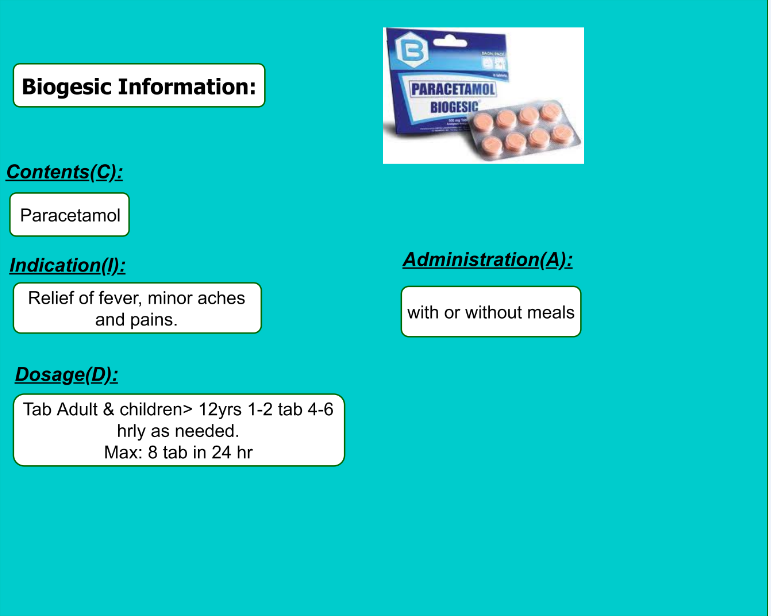 Biogesic Information:
B
PARACETAMOL
BIOGESIC
Contents(C):
Paracetamol
Indication(I):
Relief of fever, minor aches
and pains.
Administration(A):
with or without meals
Dosage(D):
Tab Adult & children> 12yrs 1-2 tab 4-6
hrly as needed.
Max: 8 tab in 24 hr